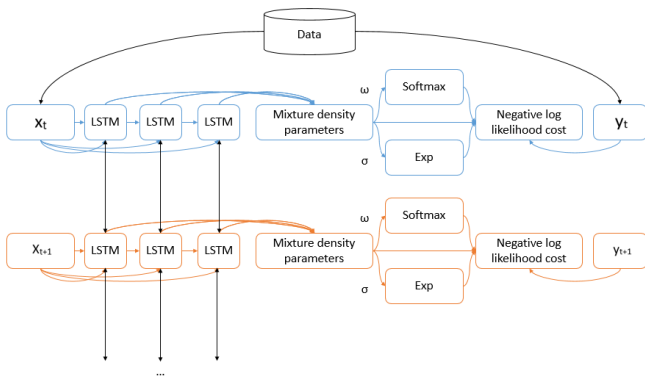 Data
ω
Softmax
xₜ
LSTM
LSTM
LSTM
Mixture density
parameters
Negative log
likelihood cost
yₜ
σ
Exp
ω
Softmax
Xₜ₊₁
LSTM
LSTM
LSTM
Mixture density
parameters
Negative log
likelihood cost
yₜ₊₁
σ
Exp
...